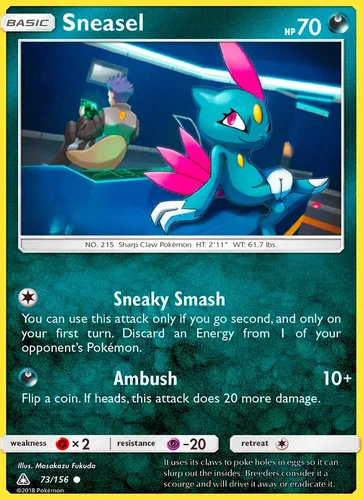 BASIC Sneasel HP 70
NO. 215 Sharp Claw Pokémon HT: 2'11" WT: 61.7 lbs.
Sneaky Smash
You can use this attack only if you go second, and only on
your first turn. Discard an Energy from 1 of your
opponent's Pokémon.
Ambush 10+
Flip a coin. If heads, this attack does 20 more damage.
weakness × 2 resistance -20 retreat
Illus. Masakazu Fukuda
73/156
©2018 Pokémon
It uses its claws to poke holes in eggs so it can
slurp out the insides. Breeders consider it a
scourge and will drive it away or eradicate it.